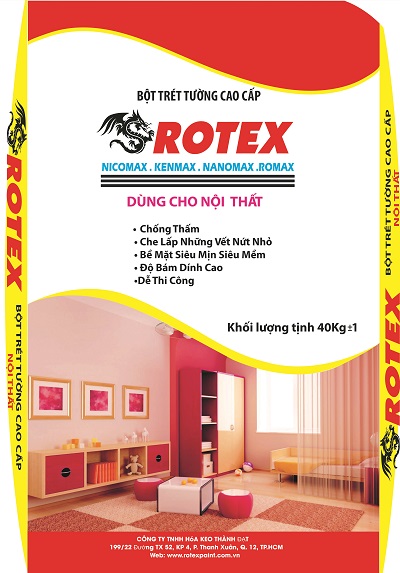 BỘT TRÉT TƯỜNG CAO CẤP
ROTEX
NICOMAX . KENMAX . NANOMAX .ROMAX
DÙNG CHO NỘI THẤT
• Chống Thấm
• Che Lấp Những Vết Nứt Nhỏ
• Bề Mặt Siêu Mịn Siêu Mềm
• Độ Bám Dính Cao
•Dễ Thi Công
Khối lượng tịnh 40Kg±1
ROTEX
BỘT TRÉT TƯỜNG CAO CẤP
NỘI THẤT
ROTEX
BỘT TRÉT TƯỜNG CAO CẤP
NỘI THẤT
CÔNG TY TNHH HÓA KEO THÀNH ĐẠT
199/22 Đường TX 52, KP 4, P. Thạnh Xuân, Q. 12, TP.HCM
Web: www.rotexpaint.com.vn